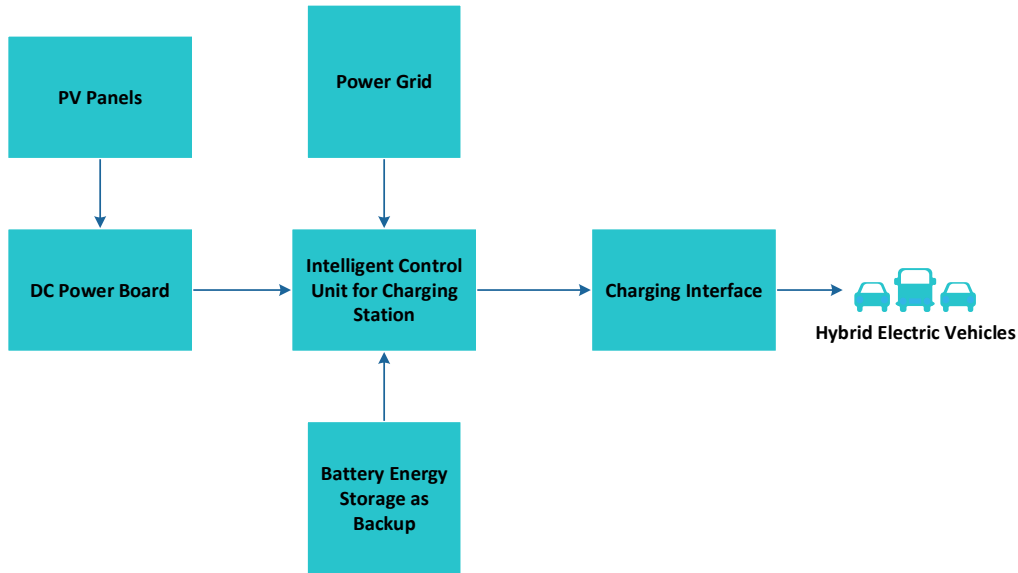 PV Panels
Power Grid
DC Power Board
Intelligent Control
Unit for Charging
Station
Charging Interface
Hybrid Electric Vehicles
Battery Energy
Storage as
Backup